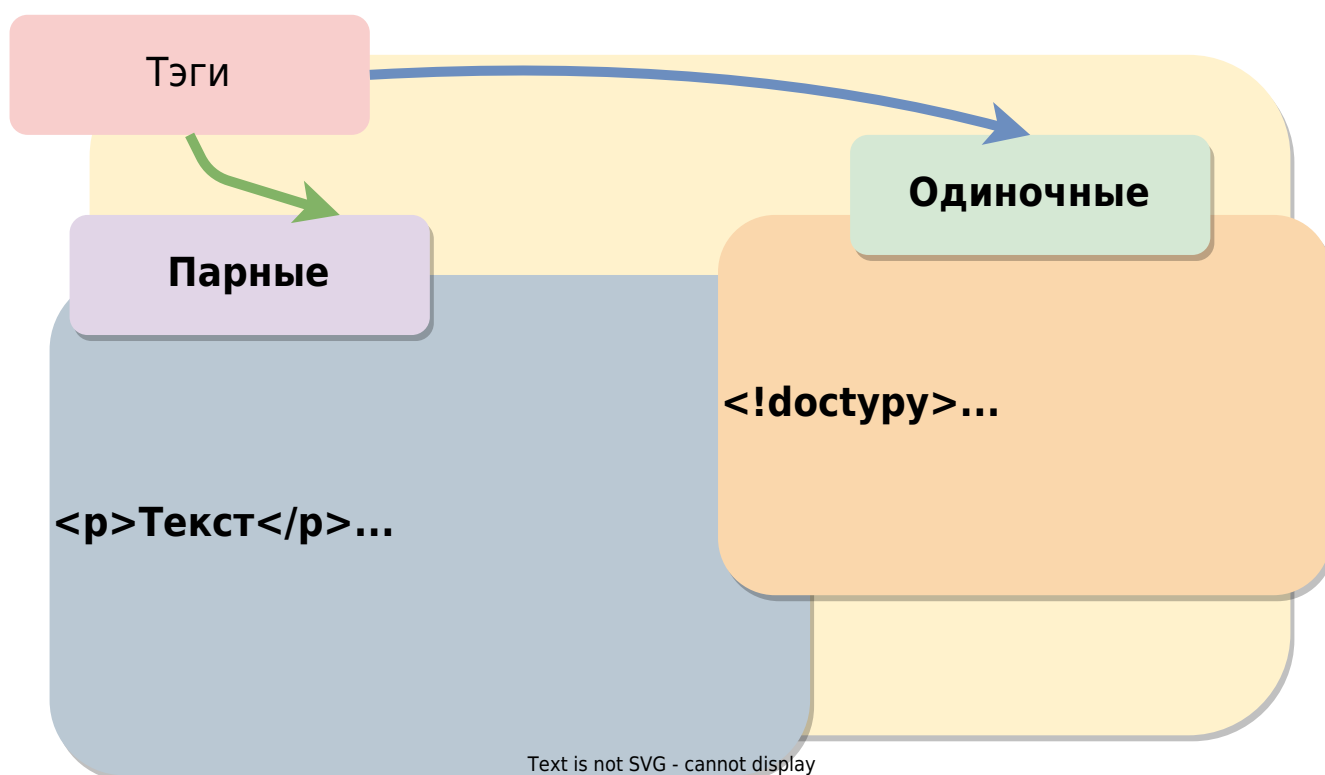 Тэги
Одиночные
Парные
<!doctypy>...
<p>Текст</p>...
Text is not SVG - cannot display